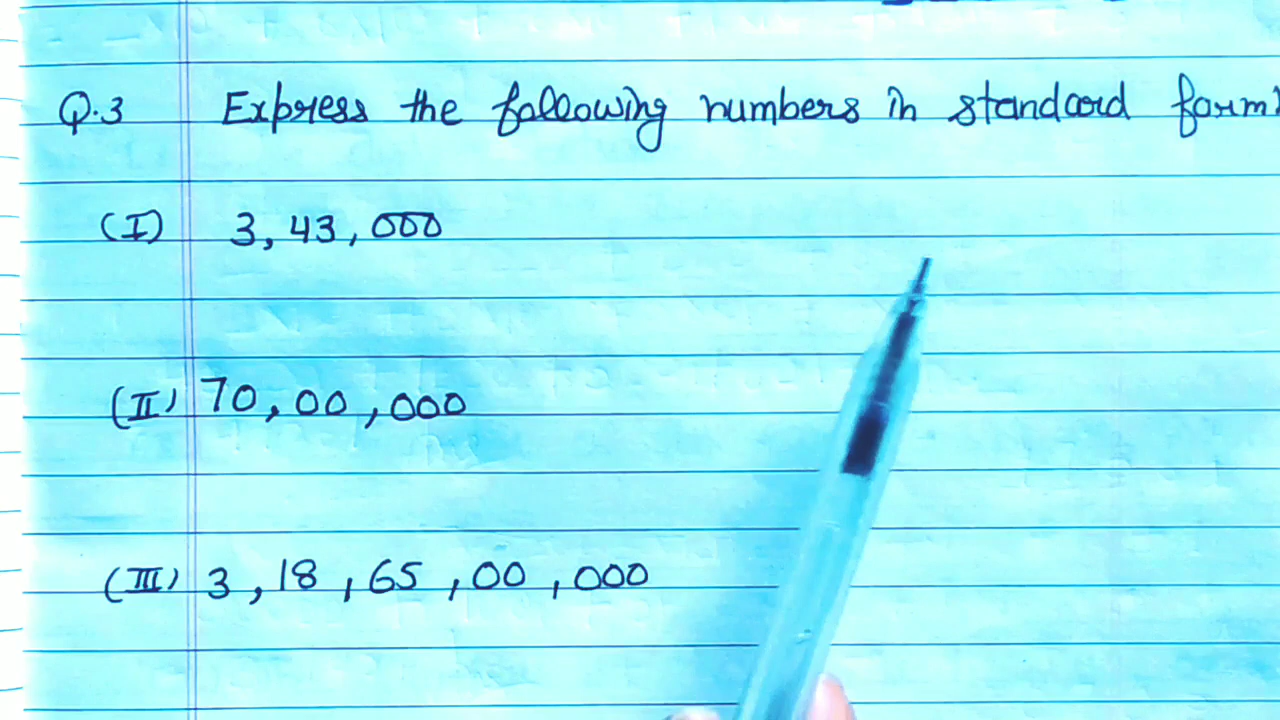 Q.3 Express the following numbers in standard form:
(I) 3,43,000
(II) 70,00,000
(III) 3,18,65,00,000